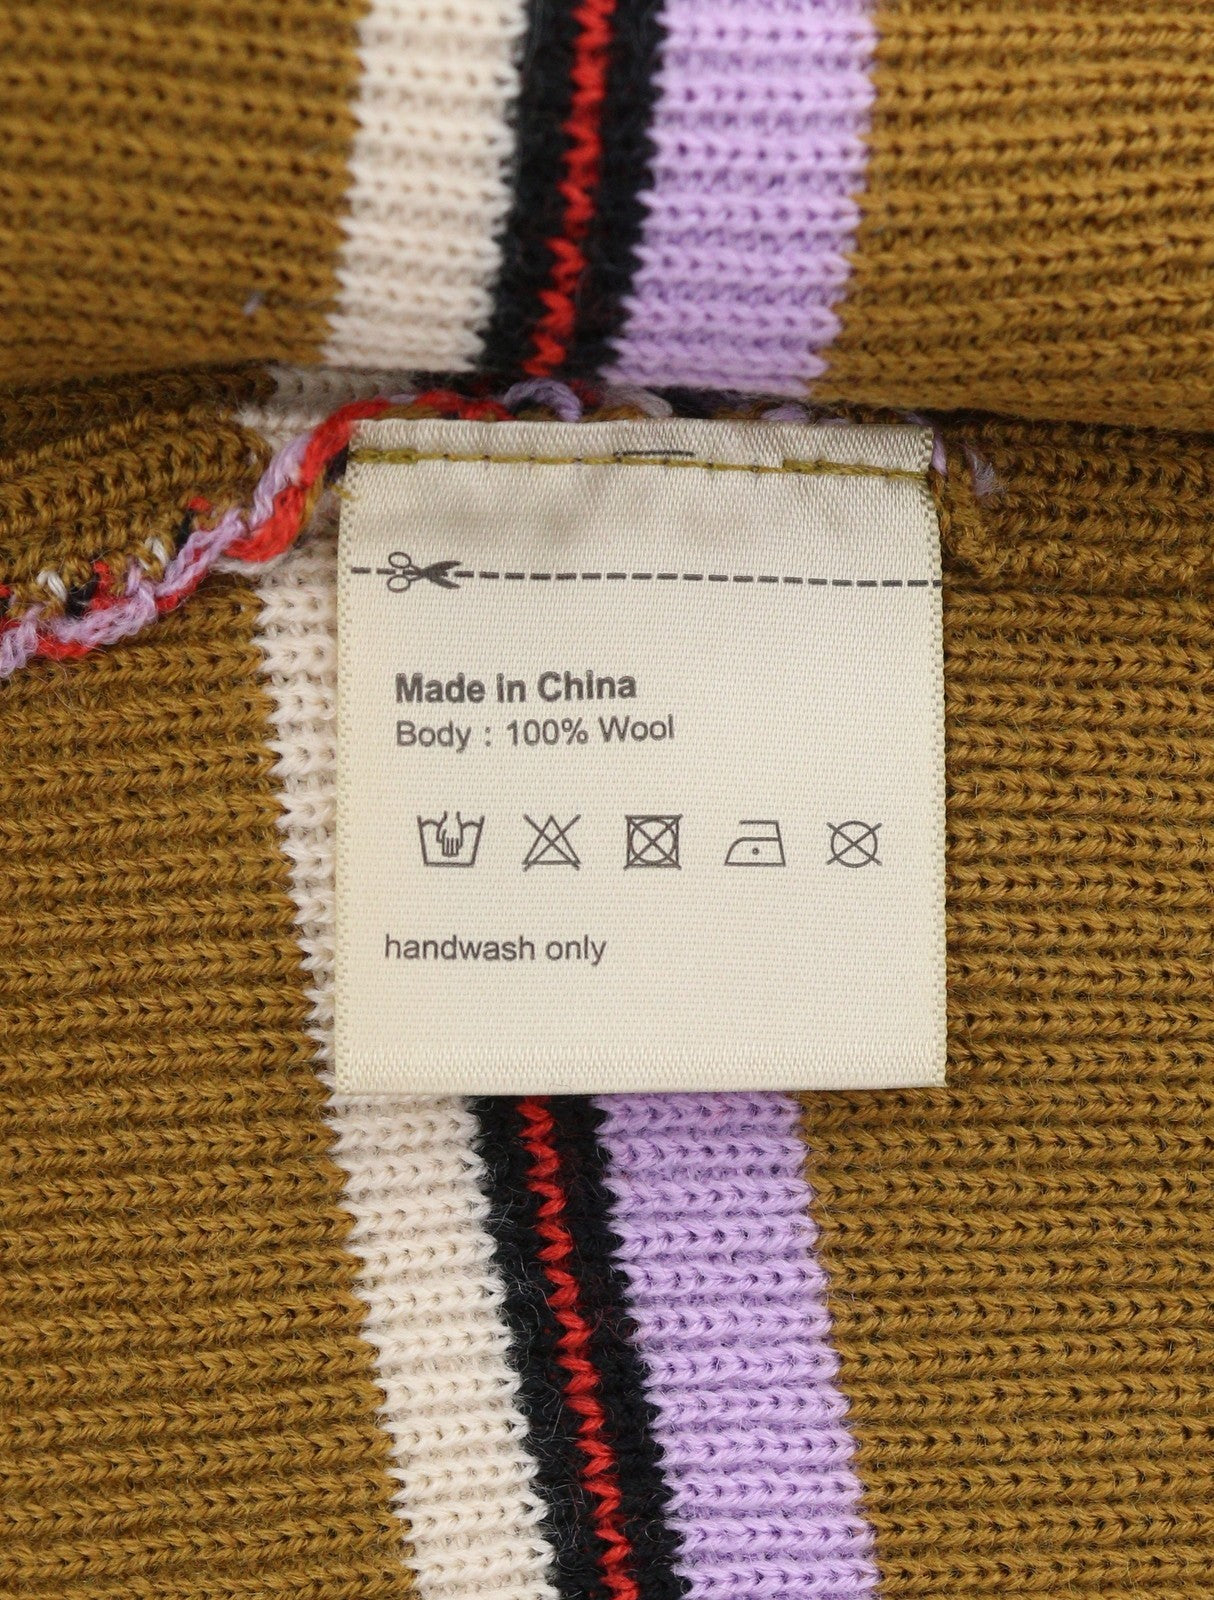 Made in China
Body : 100% Wool
handwash only